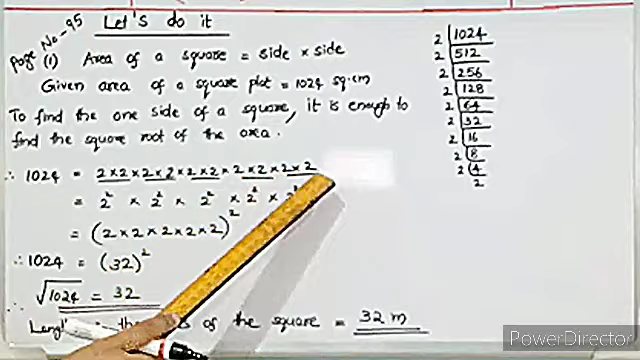 Let's do it
Page No-95
(1) Area of a square = side × side
Given area of a square plot = 1024 sq.cm
To find the one side of a square, it is enough to
find the square root of the area.
∴ 1024 = 2×2×2×2×2×2×2×2×2×2
= 2² × 2² × 2² × 2² × 2²
= (2×2×2×2×2)²
∴ 1024 = (32)²
∴ √1024 = 32
of the square = 32 m
2 | 1024
2 | 512
2 | 256
2 | 128
2 | 64
2 | 32
2 | 16
2 | 8
2 | 4
2
PowerDirector